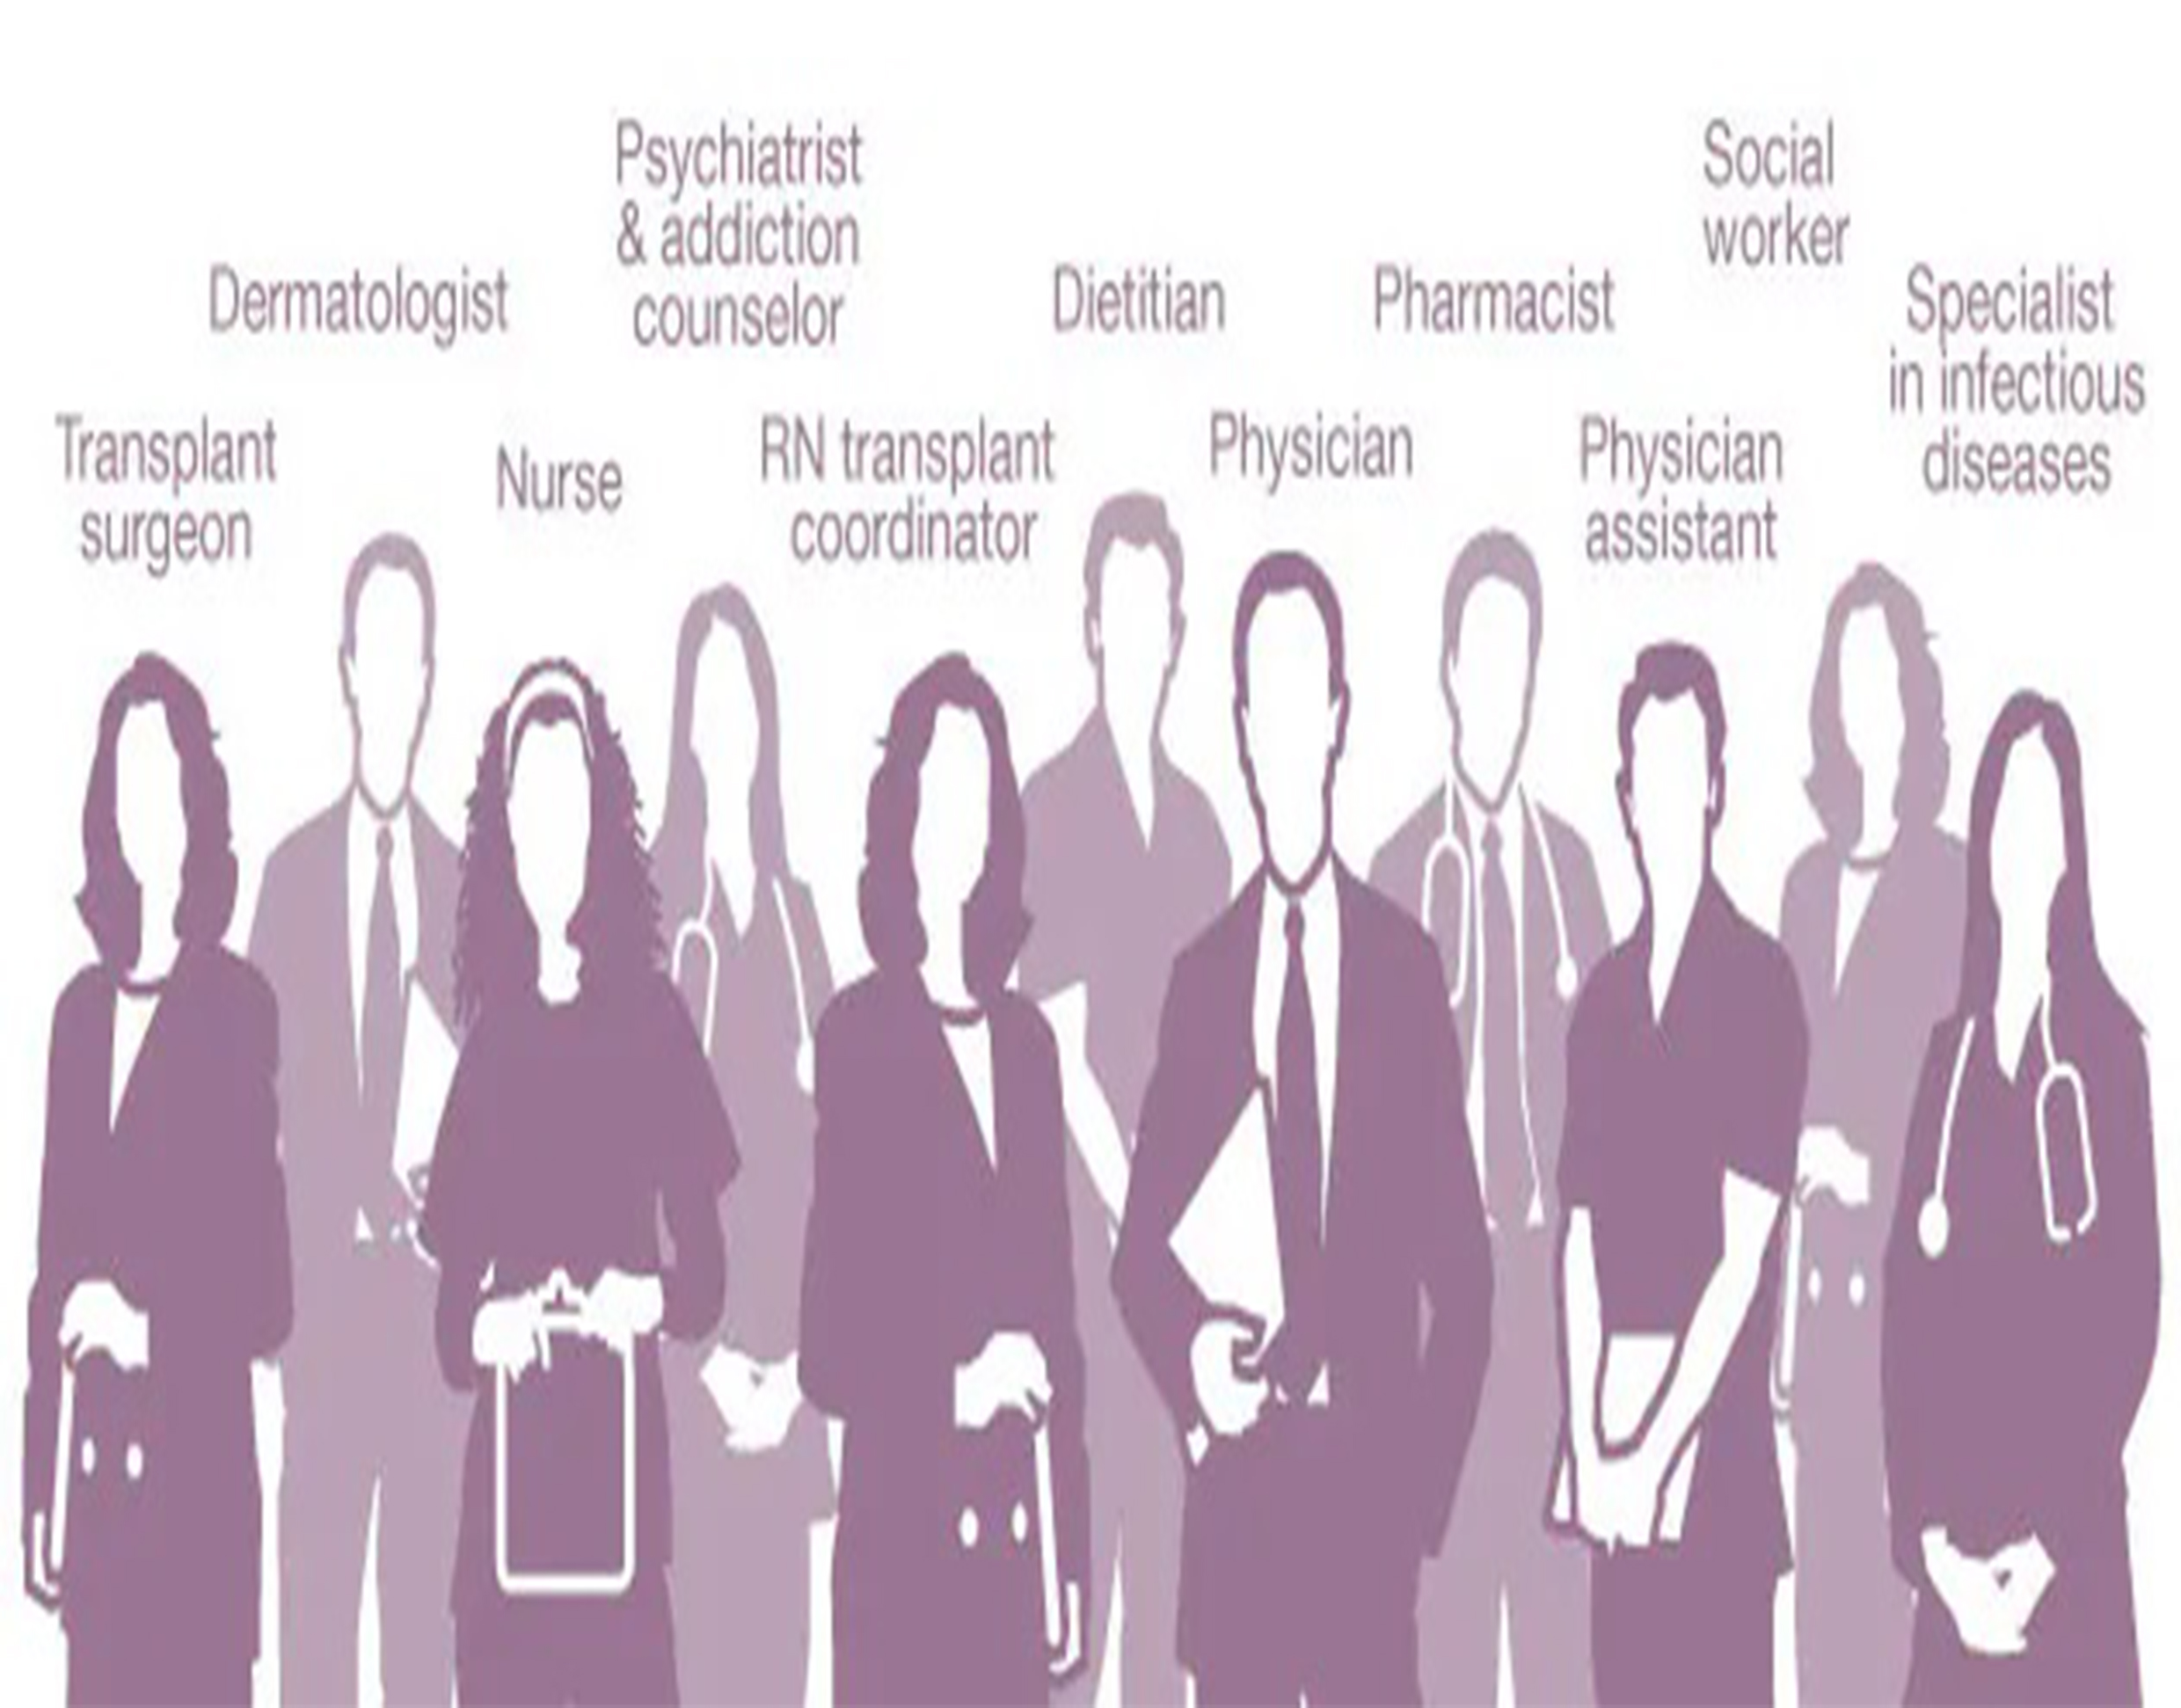 Transplant
surgeon
Dermatologist
Nurse
Psychiatrist
& addiction
counselor
RN transplant
coordinator
Dietitian
Physician
Pharmacist
Physician
assistant
Social
worker
Specialist
in infectious
diseases